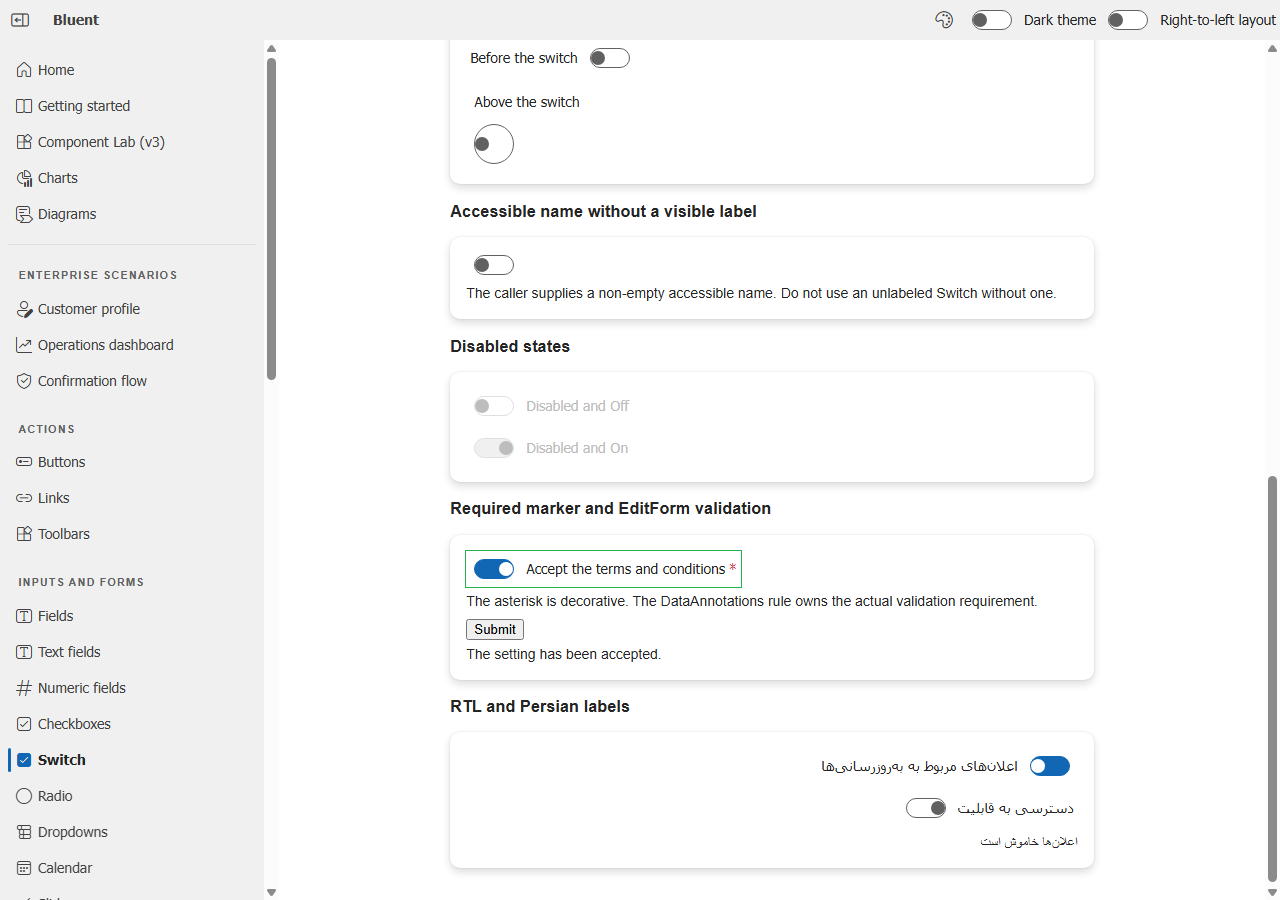 Bluent
Dark theme
Right-to-left layout
Home
Getting started
Component Lab (v3)
Charts
Diagrams
ENTERPRISE SCENARIOS
Customer profile
Operations dashboard
Confirmation flow
ACTIONS
Buttons
Links
Toolbars
INPUTS AND FORMS
Fields
Text fields
Numeric fields
Checkboxes
Switch
Radio
Dropdowns
Calendar
Before the switch
Above the switch
Accessible name without a visible label
The caller supplies a non-empty accessible name. Do not use an unlabeled Switch without one.
Disabled states
Disabled and Off
Disabled and On
Required marker and EditForm validation
Accept the terms and conditions *
The asterisk is decorative. The DataAnnotations rule owns the actual validation requirement.
Submit
The setting has been accepted.
RTL and Persian labels
اعلان‌های مربوط به به‌روزرسانی‌ها
دسترسی به قابلیت
اعلان‌ها خاموش است